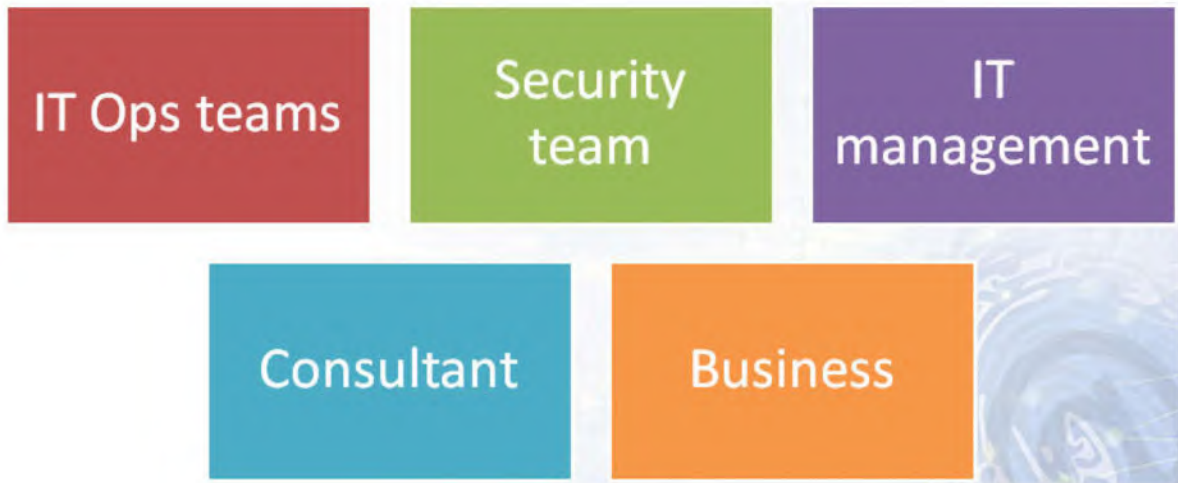 IT Ops teams
Security
team
IT
management
Consultant
Business